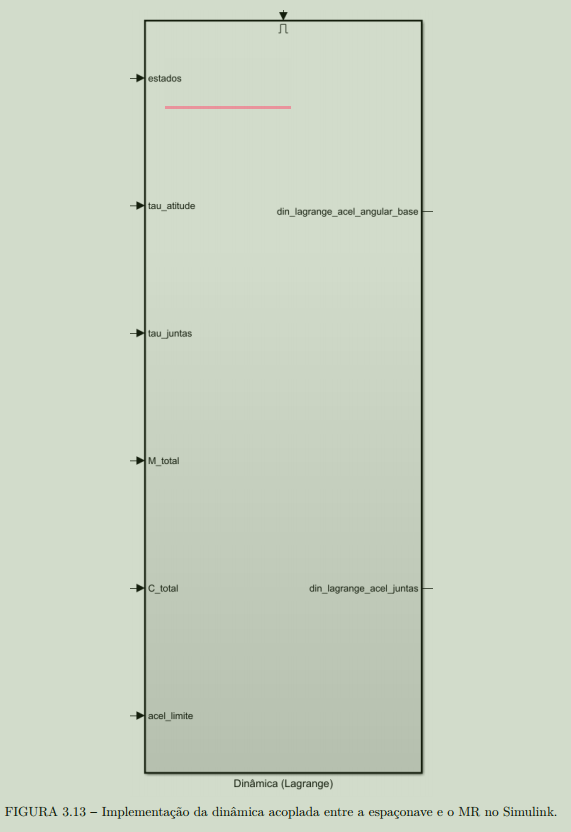 estados
tau_atitude
din_lagrange_acel_angular_base
tau_juntas
M_total
C_total
din_lagrange_acel_juntas
acel_limite
Dinâmica (Lagrange)
FIGURA 3.13 – Implementação da dinâmica acoplada entre a espaçonave e o MR no Simulink.